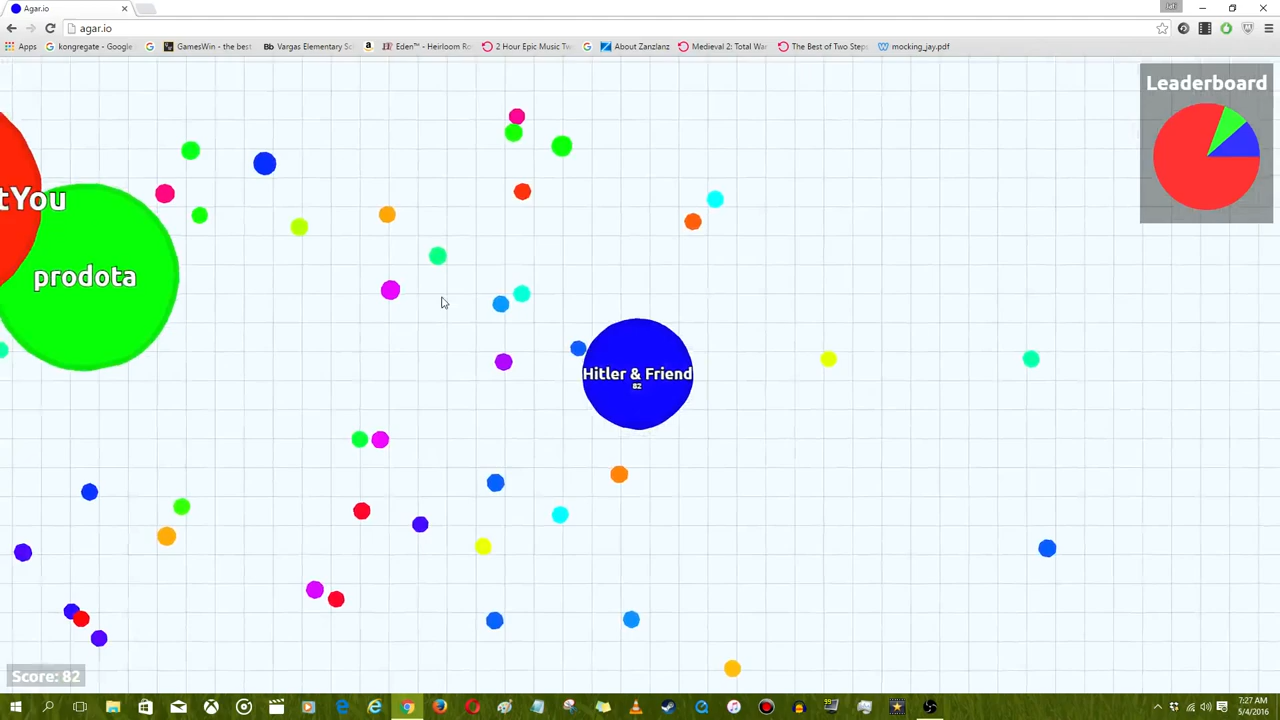 Agar.io
agar.io
Apps
kongregate - Google
GamesWin - the best
Bb Vargas Elementary Sc
Eden™ - Heirloom Ro
2 Hour Epic Music Tw
About Zanzlanz
Medieval 2: Total War
The Best of Two Steps
mocking_jay.pdf
Leaderboard
tYou
prodota
Hitler & Friend
82
Score: 82
7:27 AM
5/4/2016